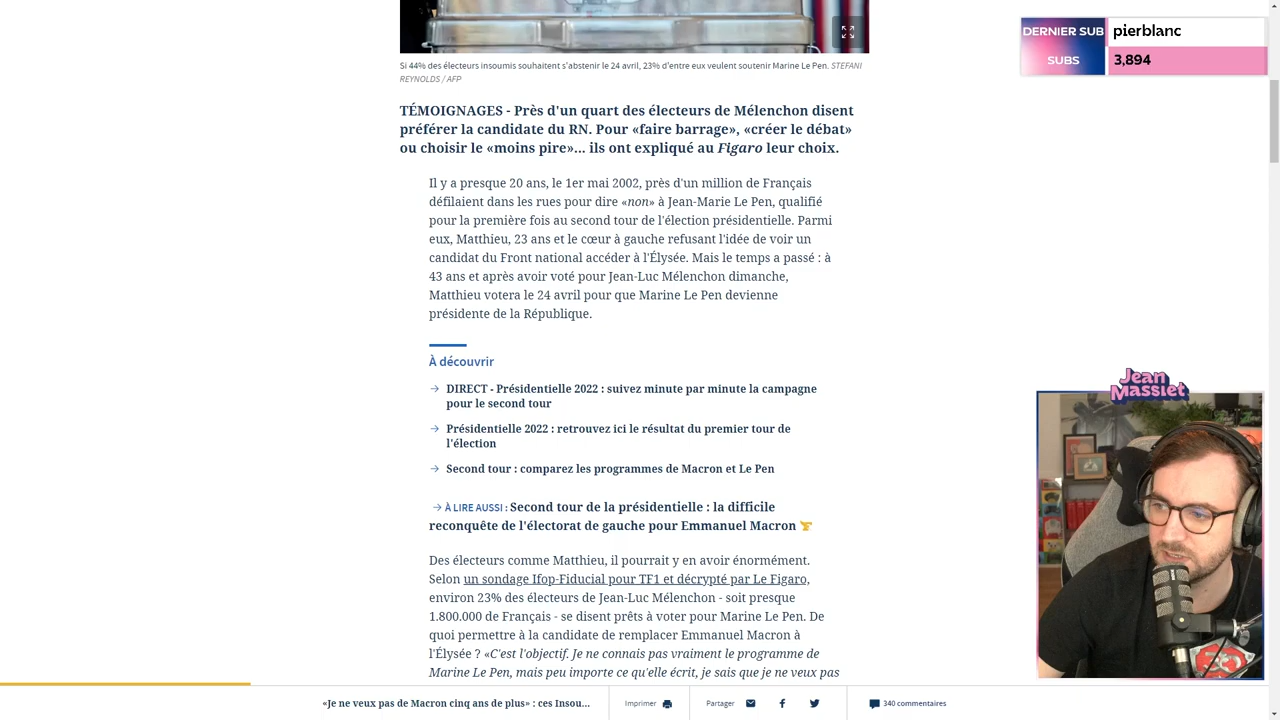 Si 44% des électeurs insoumis souhaitent s'abstenir le 24 avril, 23% d'entre eux veulent soutenir Marine Le Pen. STEFANI
REYNOLDS / AFP
TÉMOIGNAGES - Près d'un quart des électeurs de Mélenchon disent
préférer la candidate du RN. Pour «faire barrage», «créer le débat»
ou choisir le «moins pire»... ils ont expliqué au Figaro leur choix.
Il y a presque 20 ans, le 1er mai 2002, près d'un million de Français
défilaient dans les rues pour dire «non» à Jean-Marie Le Pen, qualifié
pour la première fois au second tour de l'élection présidentielle. Parmi
eux, Matthieu, 23 ans et le cœur à gauche refusant l'idée de voir un
candidat du Front national accéder à l'Élysée. Mais le temps a passé : à
43 ans et après avoir voté pour Jean-Luc Mélenchon dimanche,
Matthieu votera le 24 avril pour que Marine Le Pen devienne
présidente de la République.
À découvrir
→ DIRECT - Présidentielle 2022 : suivez minute par minute la campagne
pour le second tour
→ Présidentielle 2022 : retrouvez ici le résultat du premier tour de
l'élection
→ Second tour : comparez les programmes de Macron et Le Pen
→ À LIRE AUSSI : Second tour de la présidentielle : la difficile
reconquête de l'électorat de gauche pour Emmanuel Macron
Des électeurs comme Matthieu, il pourrait y en avoir énormément.
Selon un sondage Ifop-Fiducial pour TF1 et décrypté par Le Figaro,
environ 23% des électeurs de Jean-Luc Mélenchon - soit presque
1.800.000 de Français - se disent prêts à voter pour Marine Le Pen. De
quoi permettre à la candidate de remplacer Emmanuel Macron à
l'Élysée ? «C'est l'objectif. Je ne connais pas vraiment le programme de
Marine Le Pen, mais peu importe ce qu'elle écrit, je sais que je ne veux pas
«Je ne veux pas de Macron cinq ans de plus» : ces Insou...
Imprimer
Partager
340 commentaires
DERNIER SUB pierblanc
SUBS 3,894
Jean
Massiet